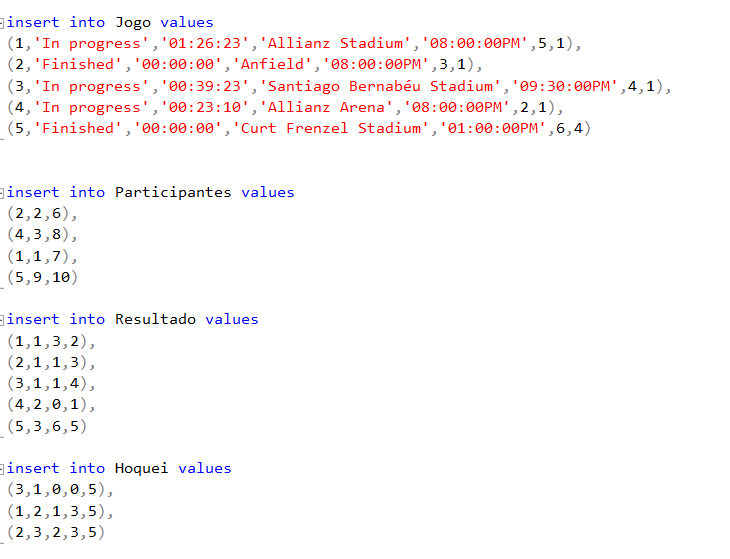 insert into Jogo values
(1,'In progress','01:26:23','Allianz Stadium','08:00:00PM',5,1),
(2,'Finished','00:00:00','Anfield','08:00:00PM',3,1),
(3,'In progress','00:39:23','Santiago Bernabéu Stadium','09:30:00PM',4,1),
(4,'In progress','00:23:10','Allianz Arena','08:00:00PM',2,1),
(5,'Finished','00:00:00','Curt Frenzel Stadium','01:00:00PM',6,4)
insert into Participantes values
(2,2,6),
(4,3,8),
(1,1,7),
(5,9,10)
insert into Resultado values
(1,1,3,2),
(2,1,1,3),
(3,1,1,4),
(4,2,0,1),
(5,3,6,5)
insert into Hoquei values
(3,1,0,0,5),
(1,2,1,3,5),
(2,3,2,3,5)